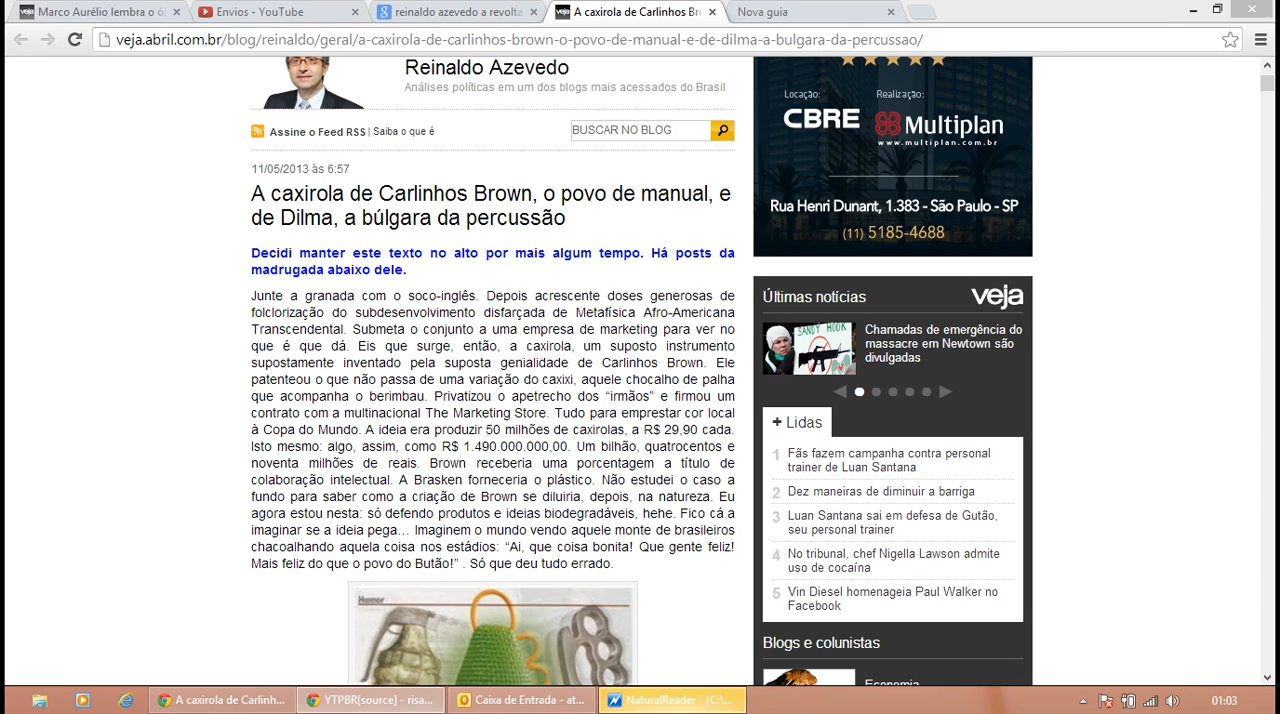 Marco Aurélio lembra o ól
Envios - YouTube
reinaldo azevedo a revolta
A caxirola de Carlinhos Br
Nova guia
veja.abril.com.br/blog/reinaldo/geral/a-caxirola-de-carlinhos-brown-o-povo-de-manual-e-de-dilma-a-bulgara-da-percussao/
Reinaldo Azevedo
Análises políticas em um dos blogs mais acessados do Brasil
Assine o Feed RSS | Saiba o que é
BUSCAR NO BLOG
11/05/2013 às 6:57
A caxirola de Carlinhos Brown, o povo de manual, e
de Dilma, a búlgara da percussão
Decidi manter este texto no alto por mais algum tempo. Há posts da
madrugada abaixo dele.
Junte a granada com o soco-inglês. Depois acrescente doses generosas de
folclorização do subdesenvolvimento disfarçada de Metafísica Afro-Americana
Transcendental. Submeta o conjunto a uma empresa de marketing para ver no
que é que dá. Eis que surge, então, a caxirola, um suposto instrumento
supostamente inventado pela suposta genialidade de Carlinhos Brown. Ele
patenteou o que não passa de uma variação do caxixi, aquele chocalho de palha
que acompanha o berimbau. Privatizou o apetrecho dos “irmãos” e firmou um
contrato com a multinacional The Marketing Store. Tudo para emprestar cor local
à Copa do Mundo. A ideia era produzir 50 milhões de caxirolas, a R$ 29,90 cada.
Isto mesmo: algo, assim, como R$ 1.490.000.000,00. Um bilhão, quatrocentos e
noventa milhões de reais. Brown receberia uma porcentagem a título de
colaboração intelectual. A Brasken forneceria o plástico. Não estudei o caso a
fundo para saber como a criação de Brown se diluiria, depois, na natureza. Eu
agora estou nesta: só defendo produtos e ideias biodegradáveis, hehe. Fico cá a
imaginar se a ideia pega… Imaginem o mundo vendo aquele monte de brasileiros
chacoalhando aquela coisa nos estádios: “Ai, que coisa bonita! Que gente feliz!
Mais feliz do que o povo do Butão!” . Só que deu tudo errado.
Humor
Locação:
Realização:
CBRE
Multiplan
www.multiplan.com.br
Rua Henri Dunant, 1.383 - São Paulo - SP
(11) 5185-4688
Últimas notícias
veja
SANDY HOOK
Chamadas de emergência do
massacre em Newtown são
divulgadas
+ Lidas
1 Fãs fazem campanha contra personal
trainer de Luan Santana
2 Dez maneiras de diminuir a barriga
3 Luan Santana sai em defesa de Gutão,
seu personal trainer
4 No tribunal, chef Nigella Lawson admite
uso de cocaína
5 Vin Diesel homenageia Paul Walker no
Facebook
Blogs e colunistas
Economia
A caxirola de Carlinh...
YTPBR[source] - risa...
Caixa de Entrada - at...
NaturalReader - [C:\...
01:03